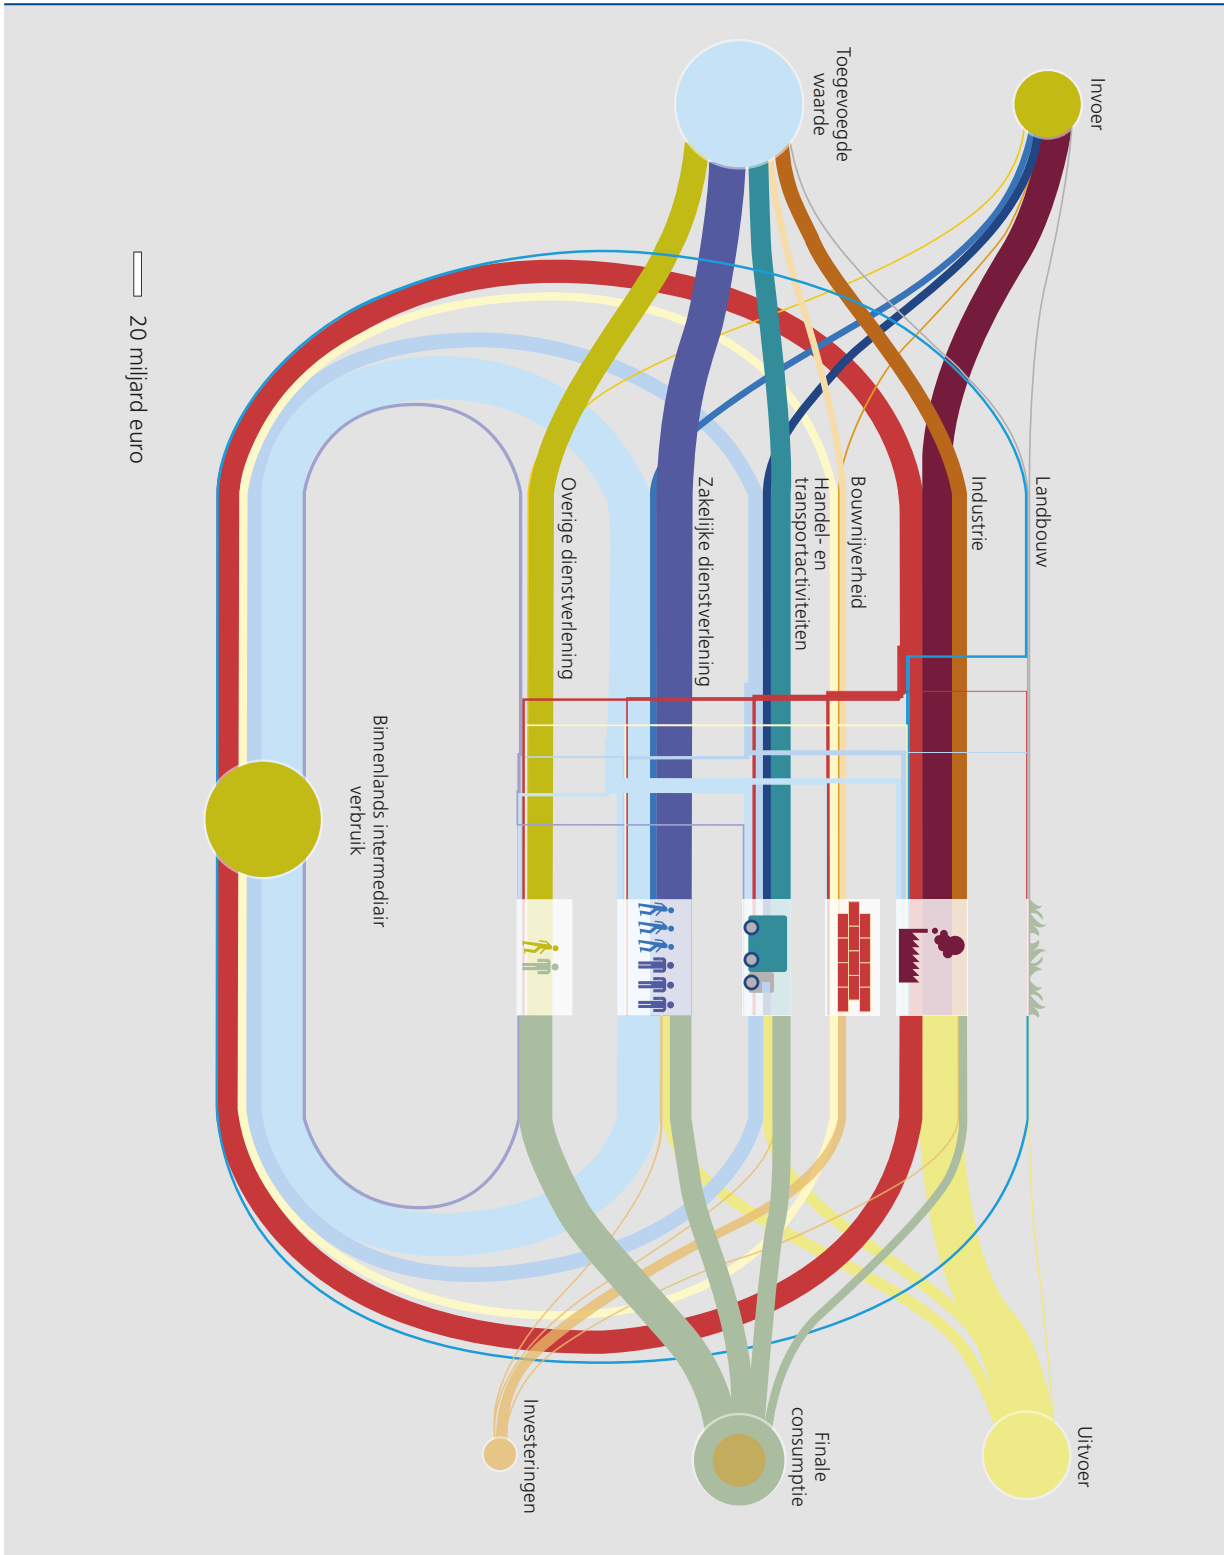 Invoer
Toegevoegde
waarde
Landbouw
Industrie
Bouwnijverheid
Handel- en
transportactiviteiten
Zakelijke dienstverlening
Overige dienstverlening
Binnenlands intermediair
verbruik
20 miljard euro
Uitvoer
Finale
consumptie
Investeringen